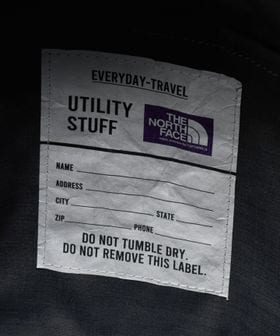 EVERYDAY-TRAVEL
UTILITY
STUFF
THE
NORTH
FACE
NAME
ADDRESS
CITY STATE
ZIP PHONE
DO NOT TUMBLE DRY.
DO NOT REMOVE THIS LABEL.